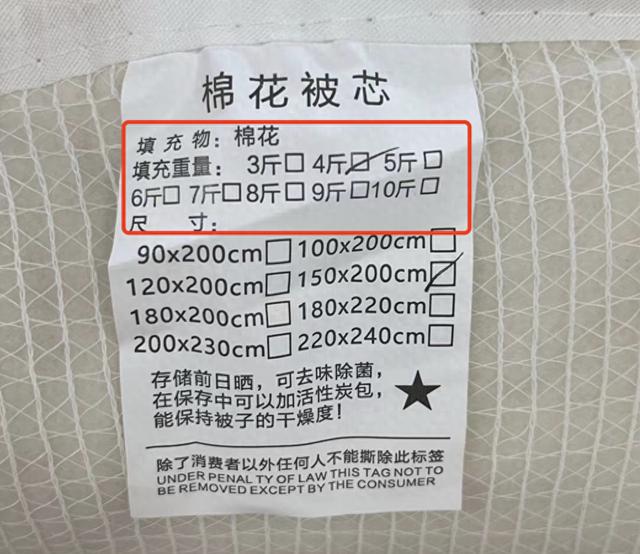 棉花被芯
填充物：棉花
填充重量：3斤□ 4斤☑ 5斤□
6斤□ 7斤□ 8斤□ 9斤□ 10斤□
尺寸：
90x200cm□ 100x200cm□
120x200cm□ 150x200cm☑
180x200cm□ 180x220cm□
200x230cm□ 220x240cm□
存储前日晒，可去味除菌，
在保存中可以加活性炭包，
能保持被子的干燥度！
除了消费者以外任何人不能撕除此标签
UNDER PENAL TY OF LAW THIS TAG NOT TO
BE REMOVED EXCEPT BY THE CONSUMER